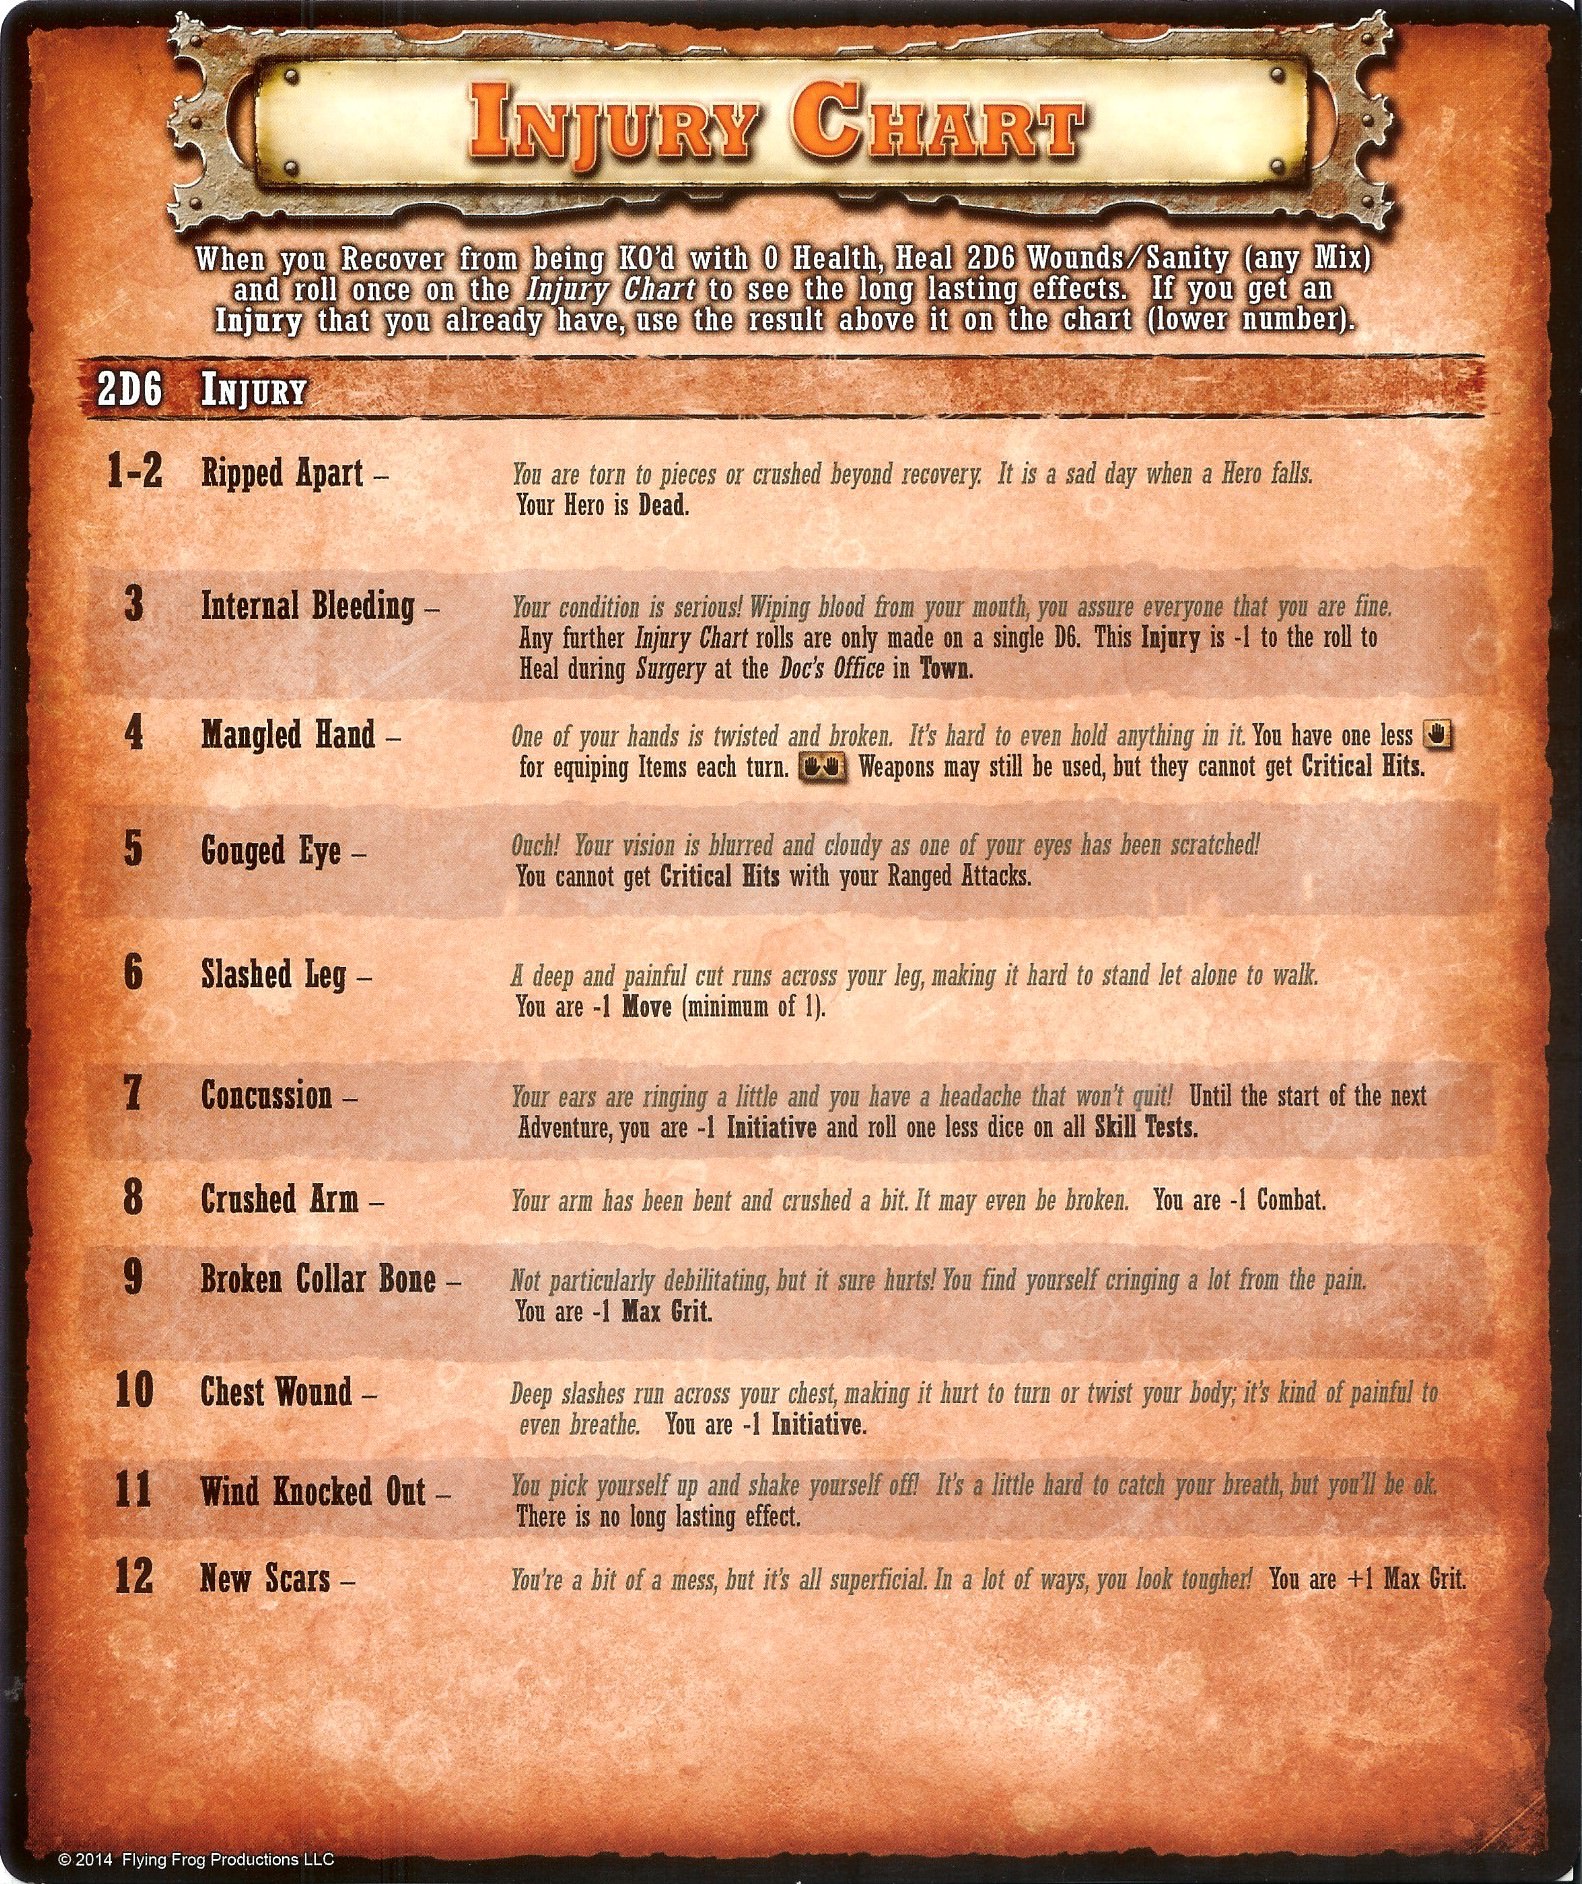 Injury Chart
When you Recover from being KO'd with 0 Health, Heal 2D6 Wounds/Sanity (any Mix)
and roll once on the Injury Chart to see the long lasting effects. If you get an
Injury that you already have, use the result above it on the chart (lower number).
2D6 Injury
1-2 Ripped Apart – You are torn to pieces or crushed beyond recovery. It is a sad day when a Hero falls.
Your Hero is Dead.
3 Internal Bleeding – Your condition is serious! Wiping blood from your mouth, you assure everyone that you are fine.
Any further Injury Chart rolls are only made on a single D6. This Injury is -1 to the roll to
Heal during Surgery at the Doc's Office in Town.
4 Mangled Hand – One of your hands is twisted and broken. It's hard to even hold anything in it. You have one less
for equiping Items each turn. Weapons may still be used, but they cannot get Critical Hits.
5 Gouged Eye – Ouch! Your vision is blurred and cloudy as one of your eyes has been scratched!
You cannot get Critical Hits with your Ranged Attacks.
6 Slashed Leg – A deep and painful cut runs across your leg, making it hard to stand let alone to walk.
You are -1 Move (minimum of 1).
7 Concussion – Your ears are ringing a little and you have a headache that won't quit! Until the start of the next
Adventure, you are -1 Initiative and roll one less dice on all Skill Tests.
8 Crushed Arm – Your arm has been bent and crushed a bit. It may even be broken. You are -1 Combat.
9 Broken Collar Bone – Not particularly debilitating, but it sure hurts! You find yourself cringing a lot from the pain.
You are -1 Max Grit.
10 Chest Wound – Deep slashes run across your chest, making it hurt to turn or twist your body; it's kind of painful to
even breathe. You are -1 Initiative.
11 Wind Knocked Out – You pick yourself up and shake yourself off! It's a little hard to catch your breath, but you'll be ok.
There is no long lasting effect.
12 New Scars – You're a bit of a mess, but it's all superficial. In a lot of ways, you look tougher! You are +1 Max Grit.
© 2014 Flying Frog Productions LLC